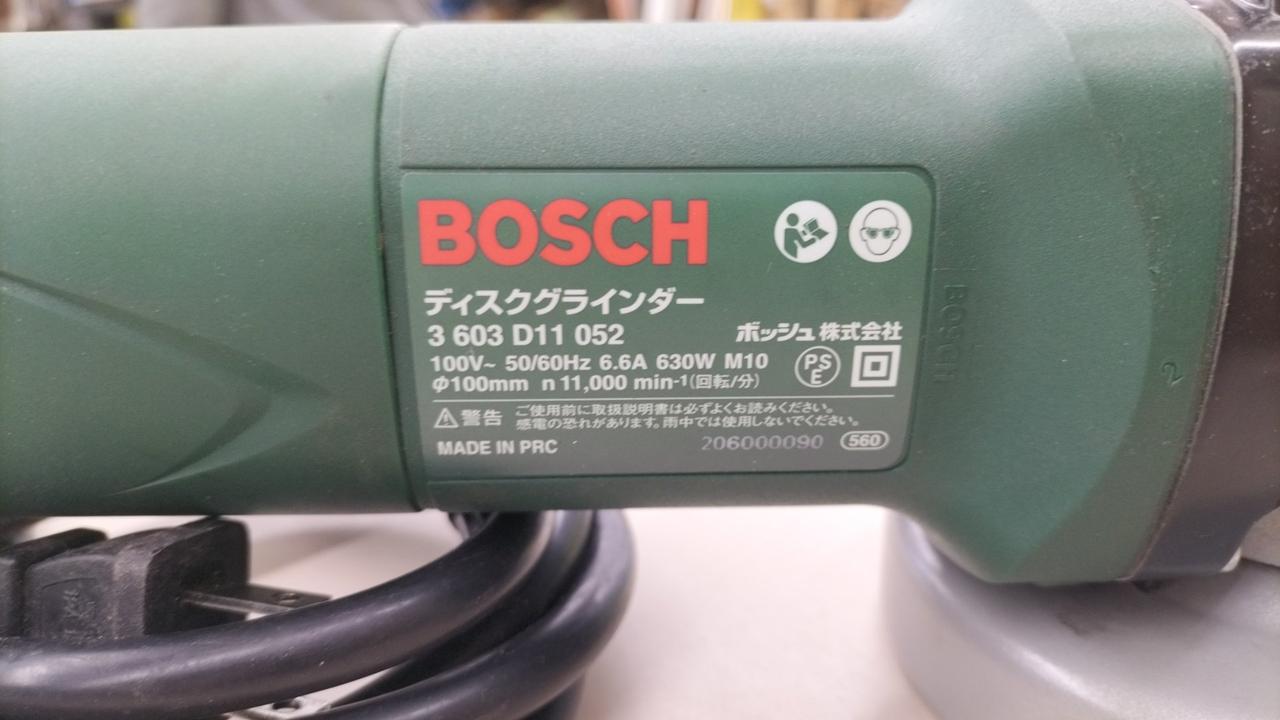 BOSCH
ディスクグラインダー
3 603 D11 052
ボッシュ 株式会社
100V~ 50/60Hz 6.6A 630W M10
Φ100mm n 11,000 min-¹(回転/分)
PSE
警告
ご使用前に取扱説明書は必ずよくお読みください。
感電の恐れがあります。雨中では使用しないでください。
MADE IN PRC
206000090
560
BOSCH
2